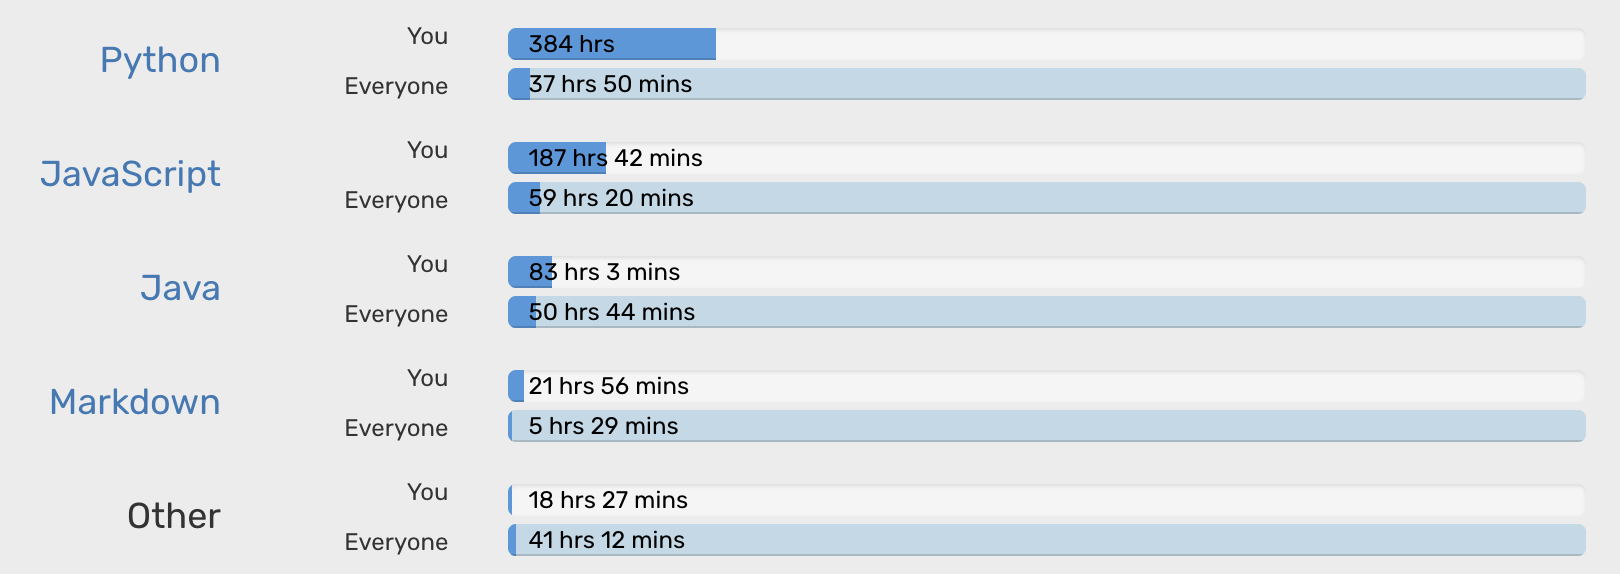 Python
You
384 hrs
Everyone
37 hrs 50 mins
JavaScript
You
187 hrs 42 mins
Everyone
59 hrs 20 mins
Java
You
83 hrs 3 mins
Everyone
50 hrs 44 mins
Markdown
You
21 hrs 56 mins
Everyone
5 hrs 29 mins
Other
You
18 hrs 27 mins
Everyone
41 hrs 12 mins